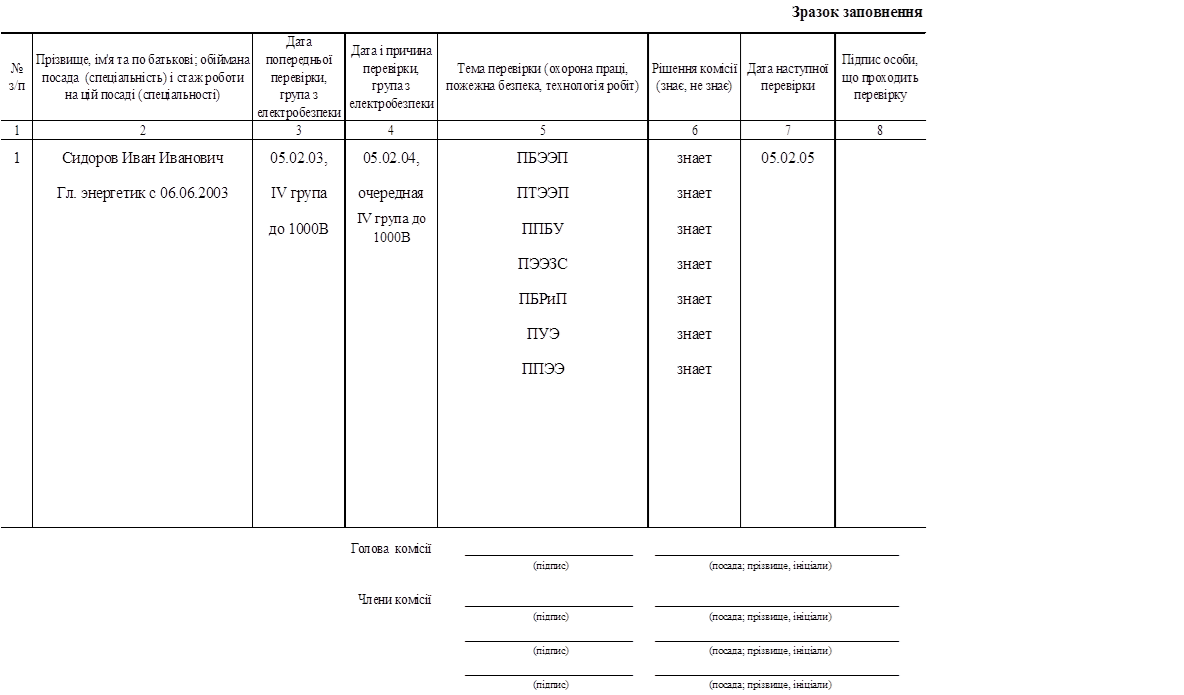 Зразок заповнення
№ з/п
Прізвище, ім'я та по батькові; обіймана посада (спеціальність) і стаж роботи на цій посаді (спеціальності)
Дата попередньої перевірки, група з електробезпеки
Дата і причина перевірки, група з електробезпеки
Тема перевірки (охорона праці, пожежна безпека, технологія робіт)
Рішення комісії (знає, не знає)
Дата наступної перевірки
Підпис особи, що проходить перевірку
1 2 3 4 5 6 7 8
1 Сидоров Иван Иванович 05.02.03, 05.02.04, ПБЭЭП знает 05.02.05
Гл. энергетик с 06.06.2003 IV група очередная ПТЭЭП знает
до 1000В IV група до 1000В ППБУ знает
ПЭЭЗС знает
ПБРиП знает
ПУЭ знает
ППЭЭ знает
Голова комісії
(підпис) (посада; прізвище, ініціали)
Члени комісії
(підпис) (посада; прізвище, ініціали)
(підпис) (посада; прізвище, ініціали)
(підпис) (посада; прізвище, ініціали)